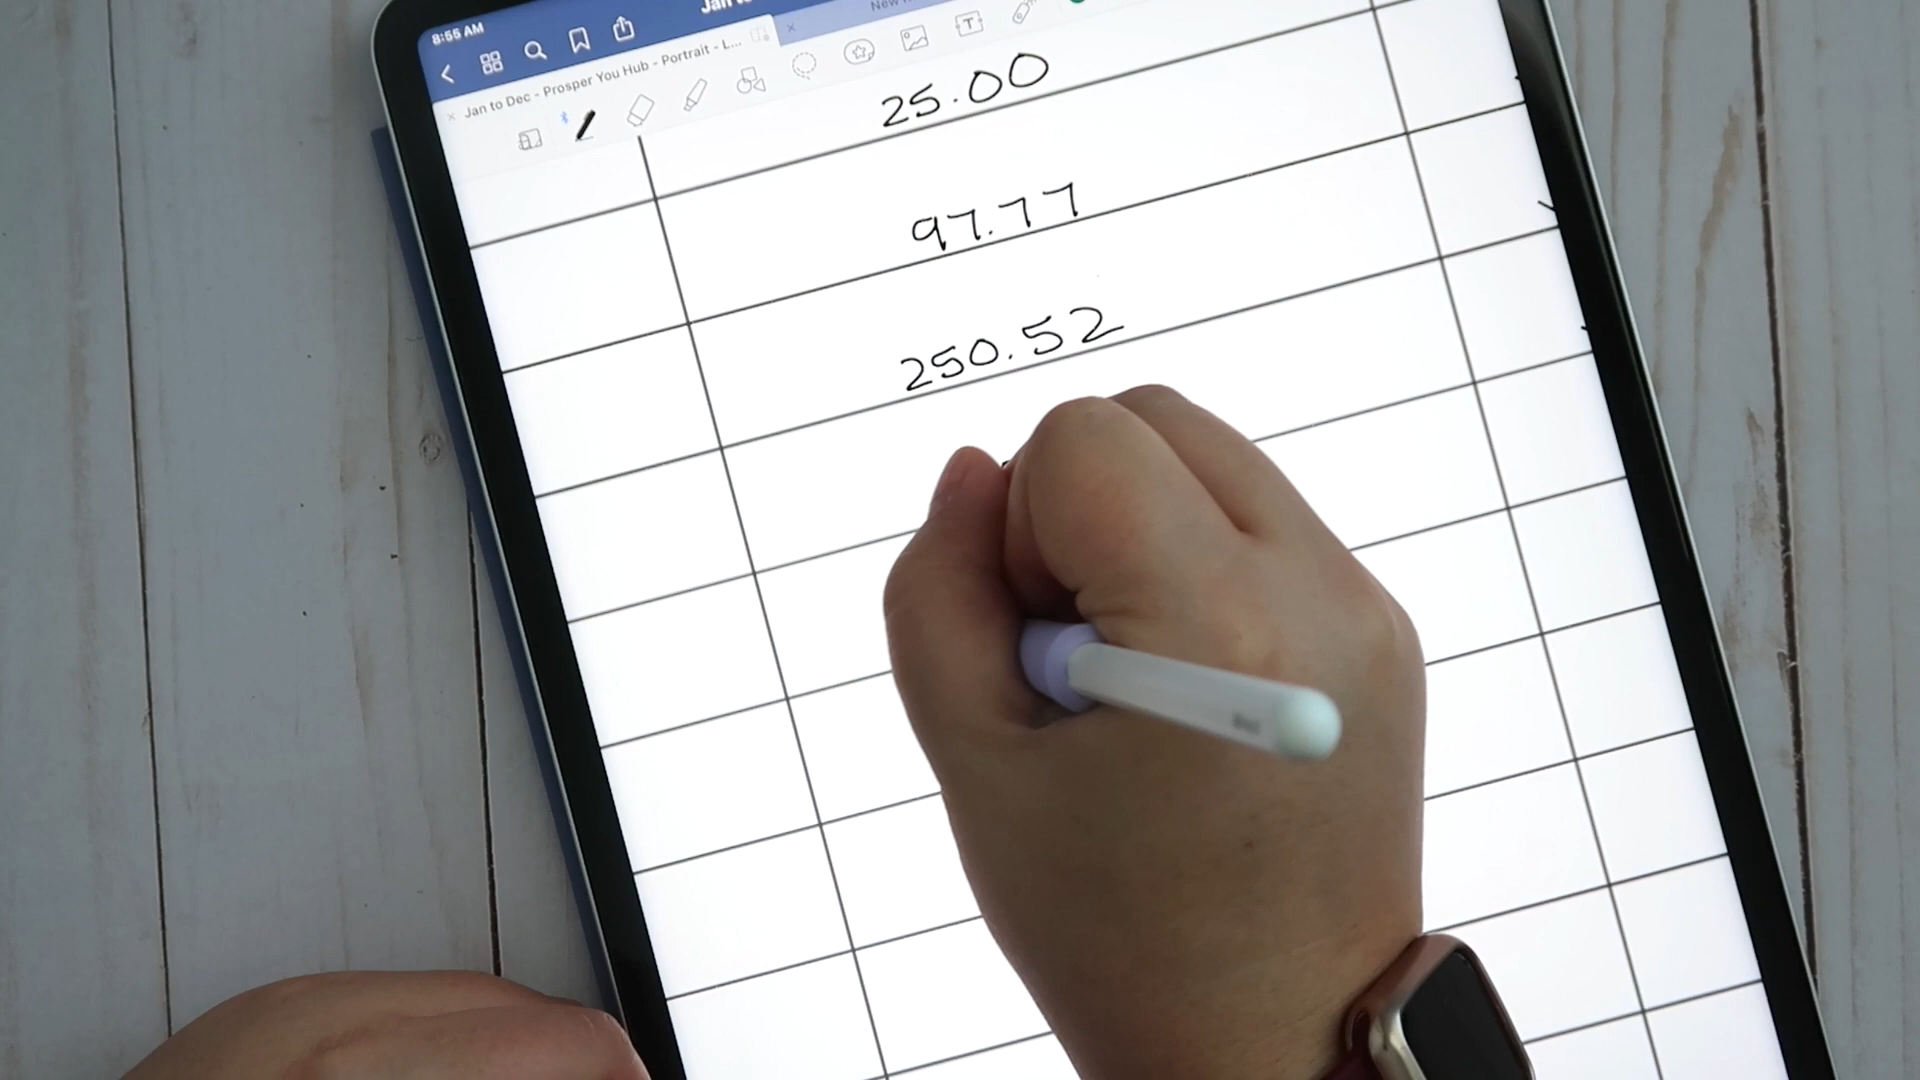 8:55 AM
Jan to Dec - Prosper You Hub - Portrait - L...
25.00
97.77
250.52